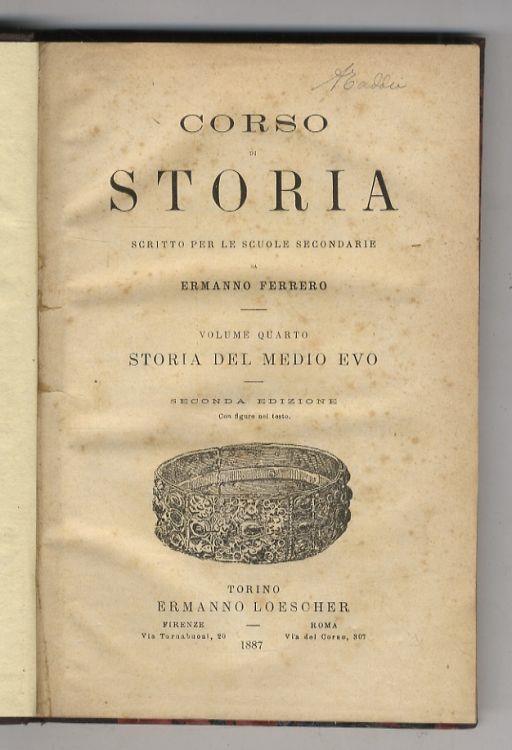 CORSO
DI
STORIA
SCRITTO PER LE SCUOLE SECONDARIE
DA
ERMANNO FERRERO
VOLUME QUARTO
STORIA DEL MEDIO EVO
SECONDA EDIZIONE
Con figure nel testo.
TORINO
ERMANNO LOESCHER
FIRENZE ROMA
Via Tornabuoni, 20 Via del Corso, 307
1887